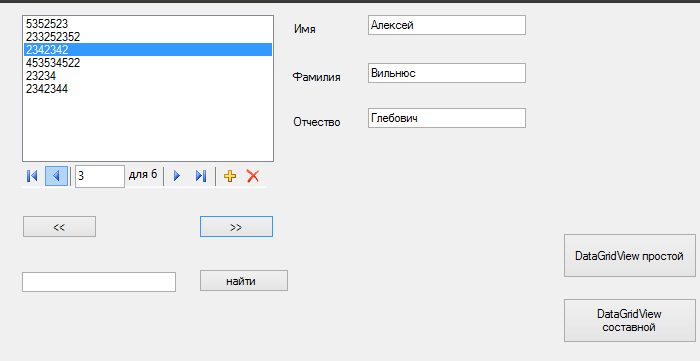 5352523
233252352
2342342
453534522
23234
2342344
3 для 6
Имя Алексей
Фамилия Вильнюс
Отчество Глебович
<< >>
найти
DataGridView простой
DataGridView
составной